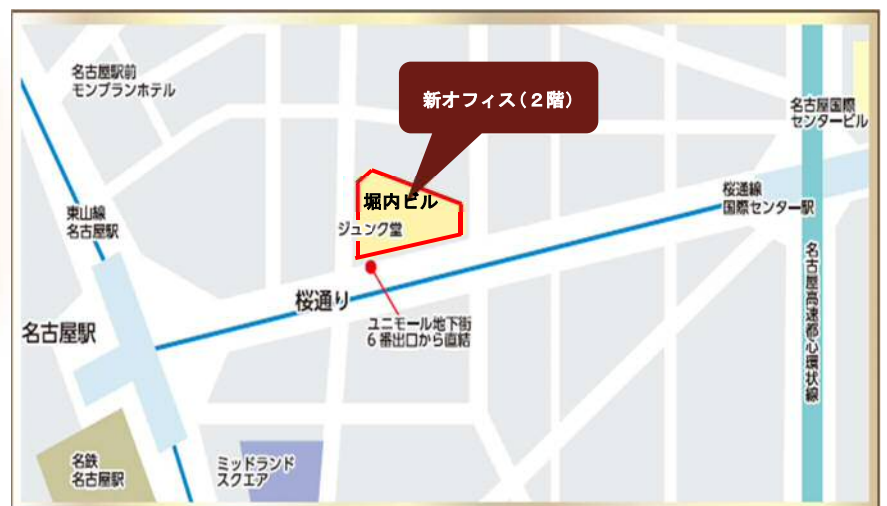 名古屋駅前
モンブランホテル
新オフィス(2階)
名古屋国際
センタービル
堀内ビル
ジュンク堂
東山線
名古屋駅
桜通線
国際センター駅
桜通り
ユニモール地下街
6番出口から直結
名古屋高速都心環状線
名古屋駅
名鉄
名古屋駅
ミッドランド
スクエア